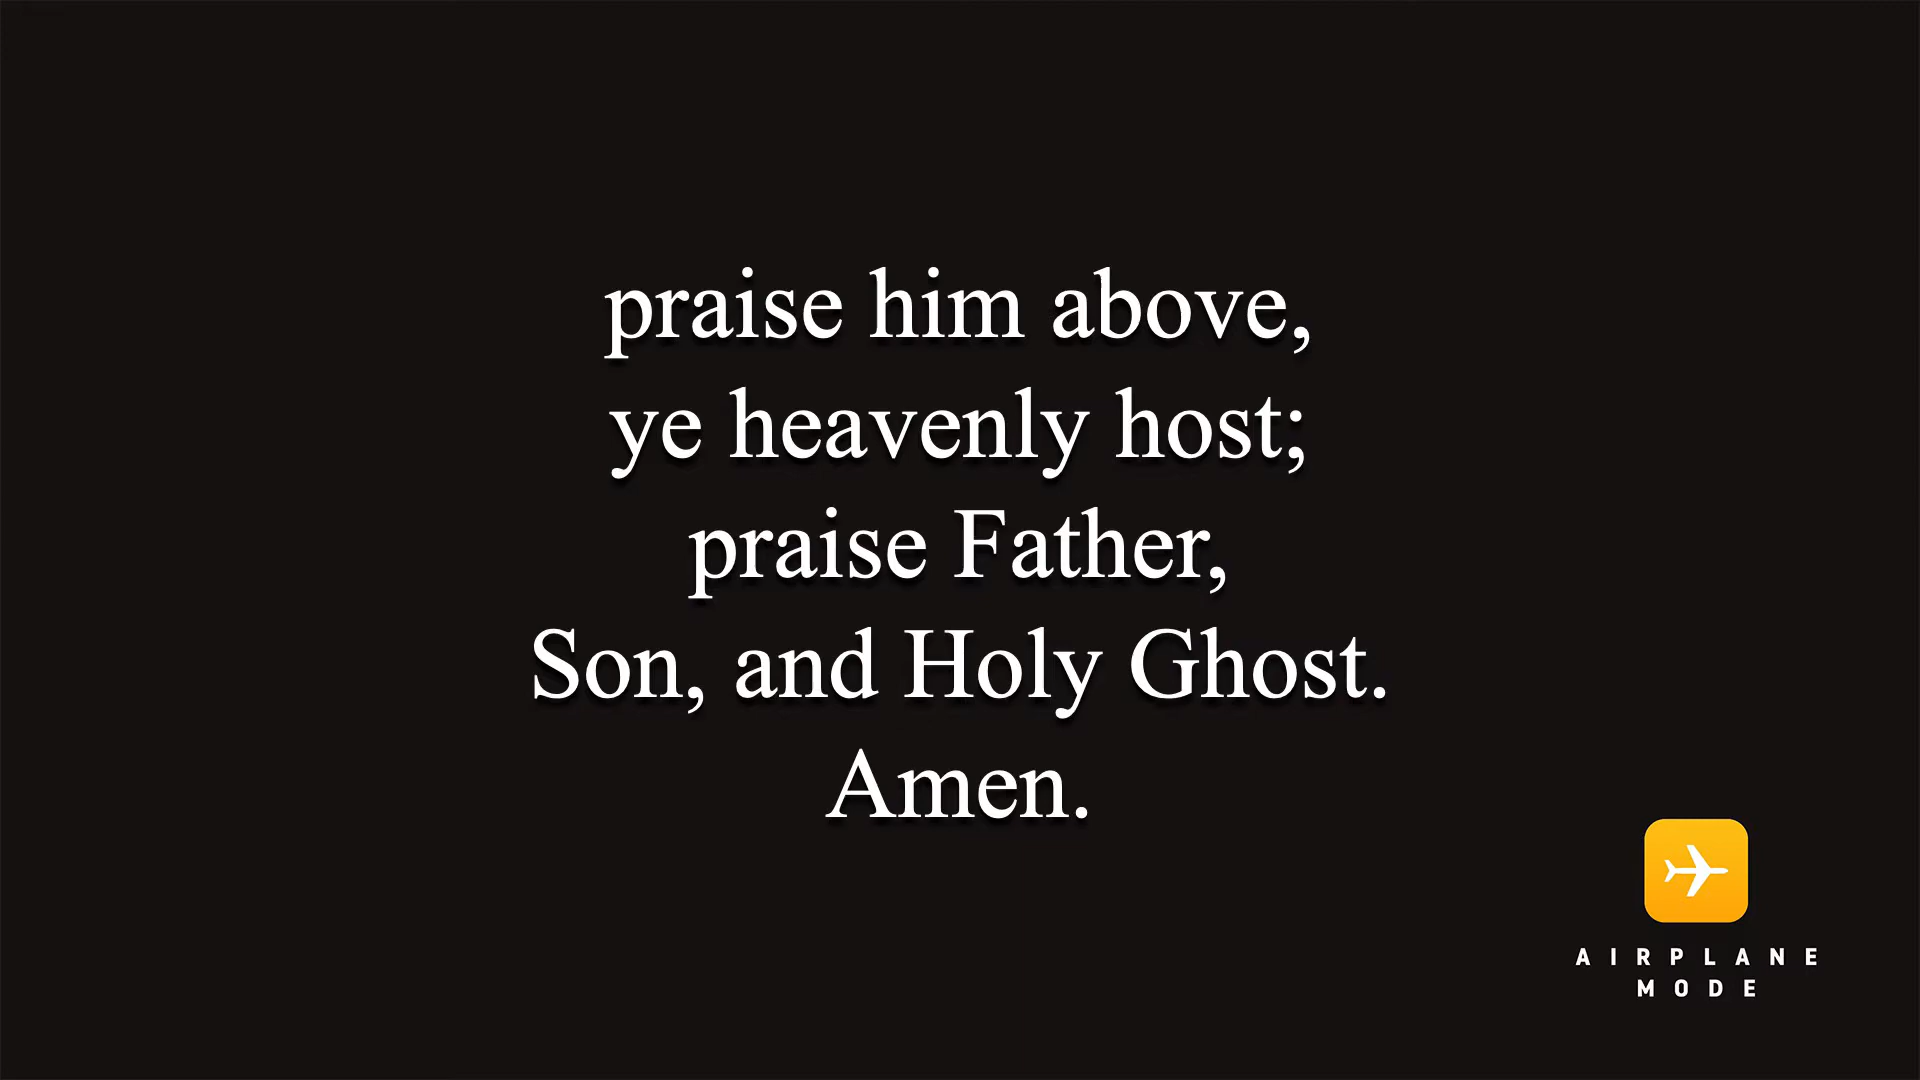 praise him above,
ye heavenly host;
praise Father,
Son, and Holy Ghost.
Amen.
AIRPLANE
MODE